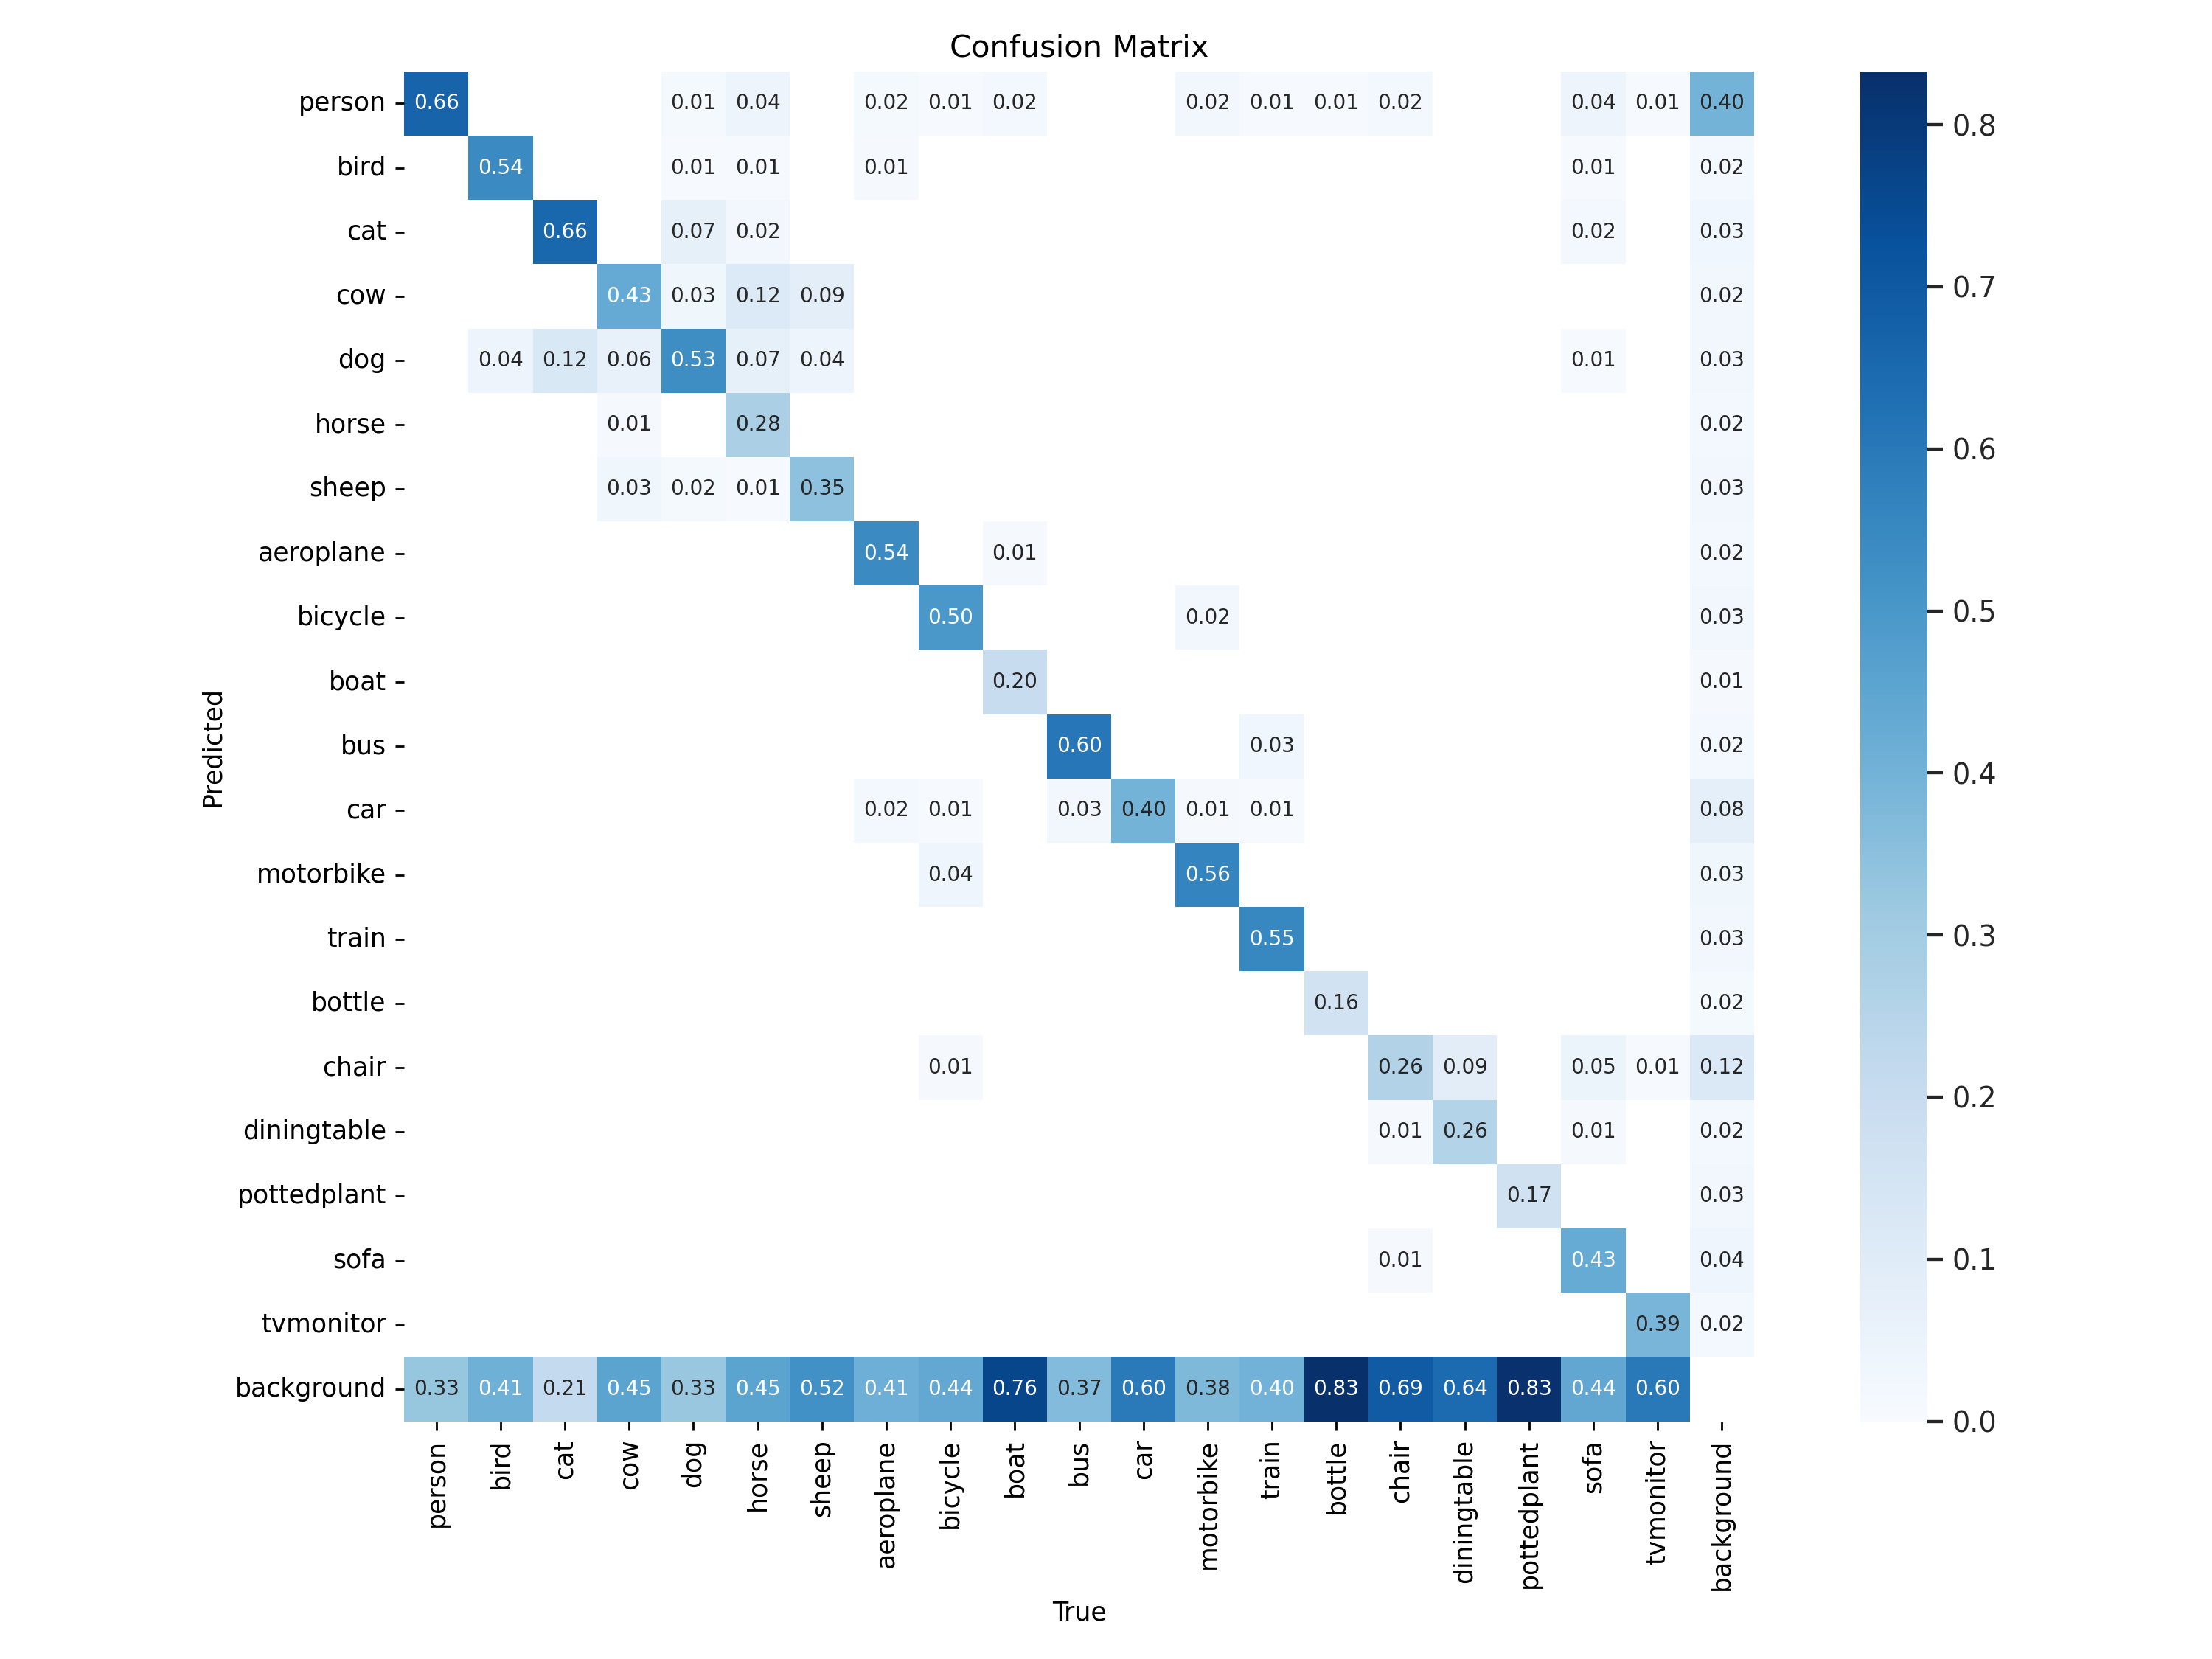 Confusion Matrix
person 0.66 0.01 0.04 0.02 0.01 0.02 0.02 0.01 0.01 0.02 0.04 0.01 0.40
bird 0.54 0.01 0.01 0.01 0.01 0.02
cat 0.66 0.07 0.02 0.02 0.03
cow 0.43 0.03 0.12 0.09 0.02
dog 0.04 0.12 0.06 0.53 0.07 0.04 0.01 0.03
horse 0.01 0.28 0.02
sheep 0.03 0.02 0.01 0.35 0.03
aeroplane 0.54 0.01 0.02
bicycle 0.50 0.02 0.03
boat 0.20 0.01
bus 0.60 0.03 0.02
car 0.02 0.01 0.03 0.40 0.01 0.01 0.08
motorbike 0.04 0.56 0.03
train 0.55 0.03
bottle 0.16 0.02
chair 0.01 0.26 0.09 0.05 0.01 0.12
diningtable 0.01 0.26 0.01 0.02
pottedplant 0.17 0.03
sofa 0.01 0.43 0.04
tvmonitor 0.39 0.02
background 0.33 0.41 0.21 0.45 0.33 0.45 0.52 0.41 0.44 0.76 0.37 0.60 0.38 0.40 0.83 0.69 0.64 0.83 0.44 0.60
person bird cat cow dog horse sheep aeroplane bicycle boat bus car motorbike train bottle chair diningtable pottedplant sofa tvmonitor background
True
Predicted
0.8
0.7
0.6
0.5
0.4
0.3
0.2
0.1
0.0